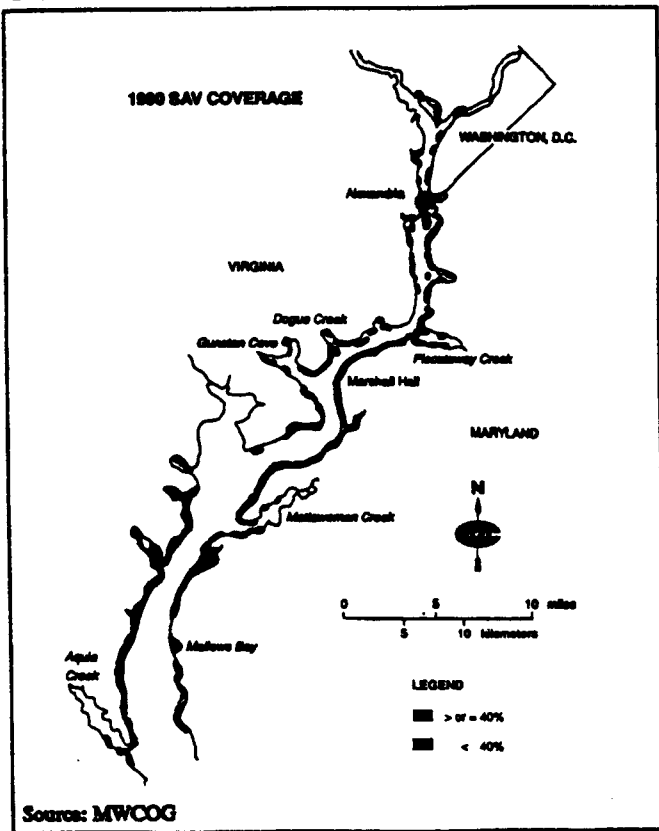 SAV COVERAGE
WASHINGTON, D.C.
Alexandria
VIRGINIA
Dogue Creek
Gunston Cove
Piscataway Creek
Marshall Hall
MARYLAND
N
Mattawoman Creek
0 5 10 miles
5 10 kilometers
Mallows Bay
Aquia
Creek
LEGEND
> or = 40%
< 40%
Source: MWCOG